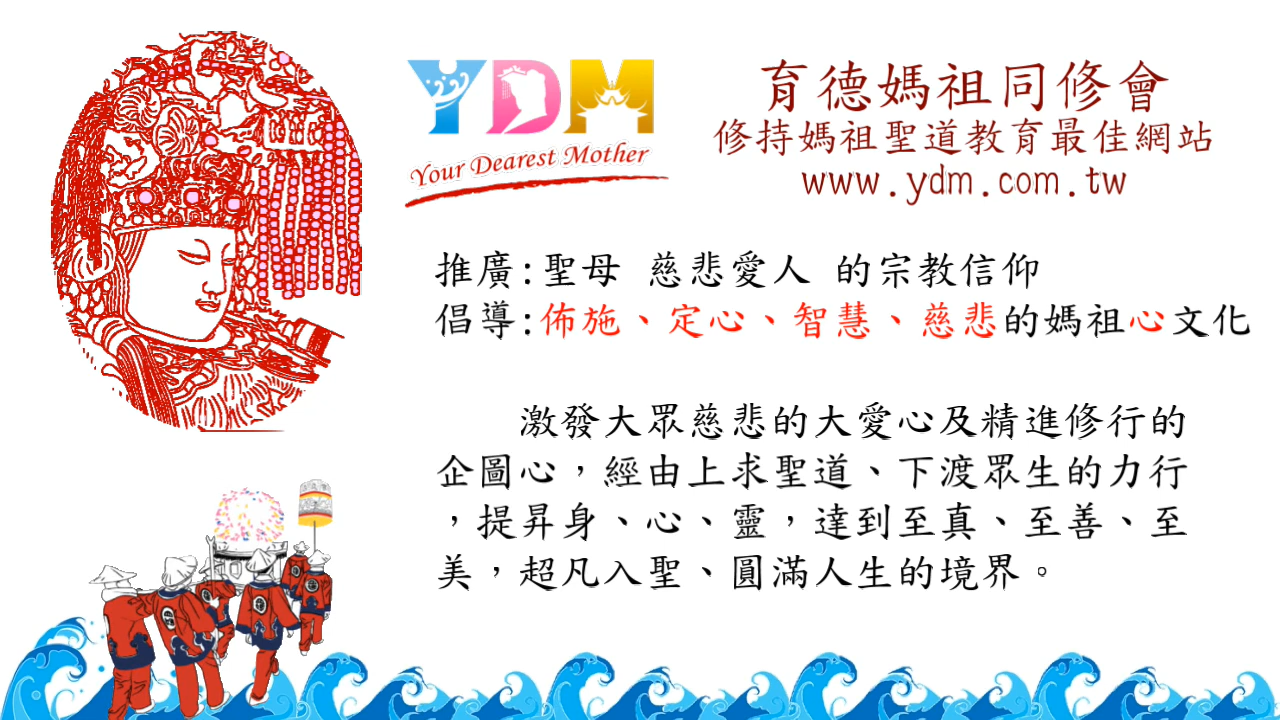 YDM
Your Dearest Mother
育德媽祖同修會
修持媽祖聖道教育最佳網站
www.ydm.com.tw
推廣:聖母 慈悲愛人 的宗教信仰
倡導:佈施、定心、智慧、慈悲的媽祖心文化
激發大眾慈悲的大愛心及精進修行的
企圖心，經由上求聖道、下渡眾生的力行
，提昇身、心、靈，達到至真、至善、至
美，超凡入聖、圓滿人生的境界。